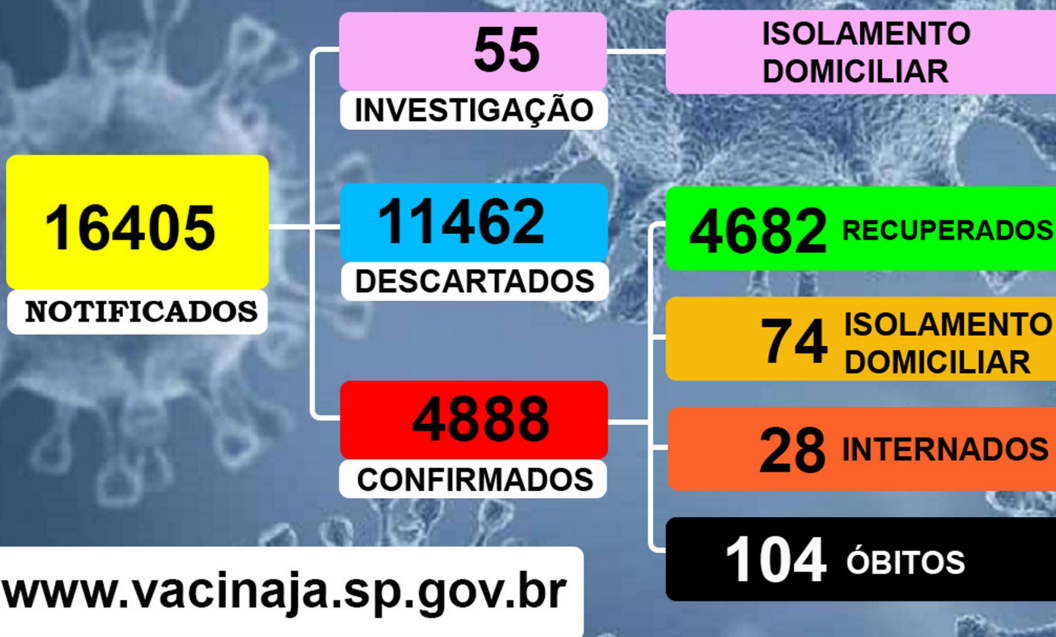 55
INVESTIGAÇÃO
ISOLAMENTO
DOMICILIAR
16405
NOTIFICADOS
11462
DESCARTADOS
4888
CONFIRMADOS
4682 RECUPERADOS
74 ISOLAMENTO
DOMICILIAR
28 INTERNADOS
104 ÓBITOS
www.vacinaja.sp.gov.br